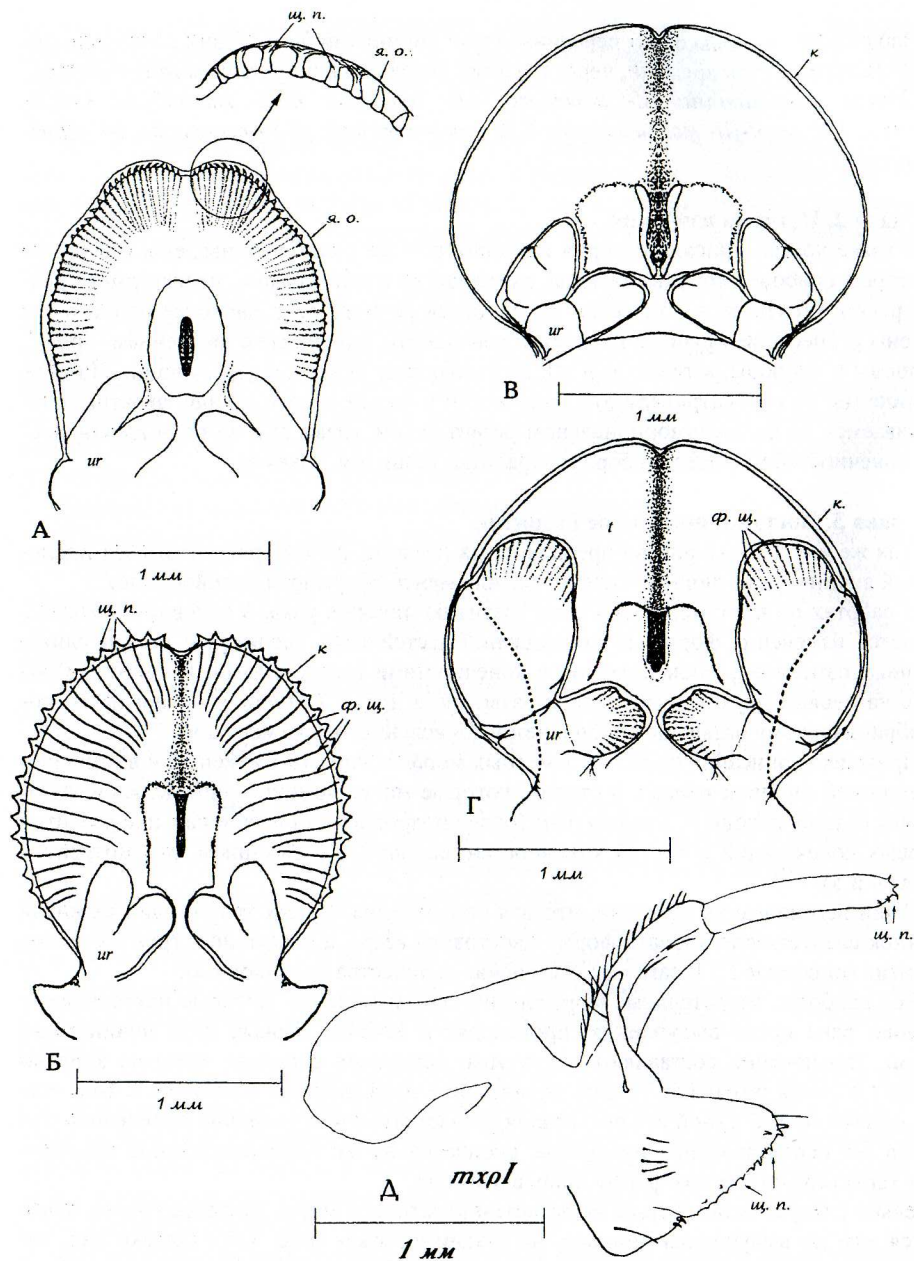 щ. п.
я. о.
я. о.
ur
А
1 мм
к
ur
В
1 мм
к.
t
ф. щ.
ur
Г
1 мм
щ. п.
к
ф. щ.
ur
Б
1 мм
щ. п.
mxpI
Д
1 мм
щ. п.